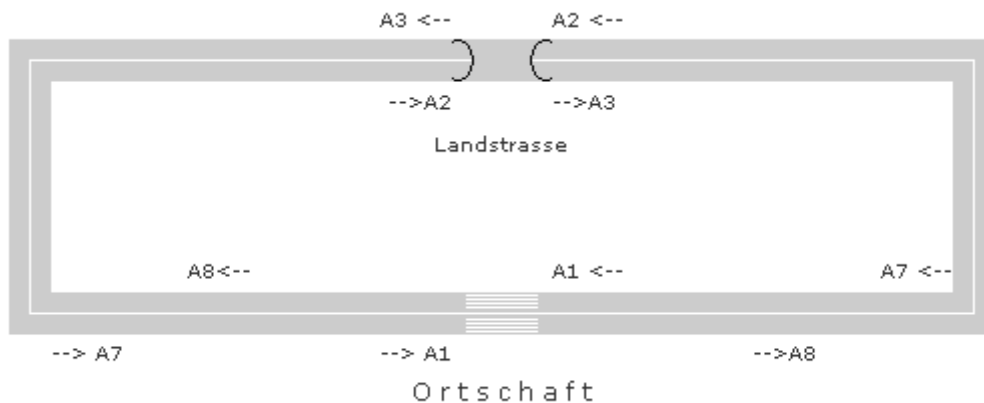 A3 <-- A2 <--
-->A2 -->A3
Landstrasse
A8<-- A1 <-- A7 <--
--> A7 --> A1 -->A8
Ortschaft